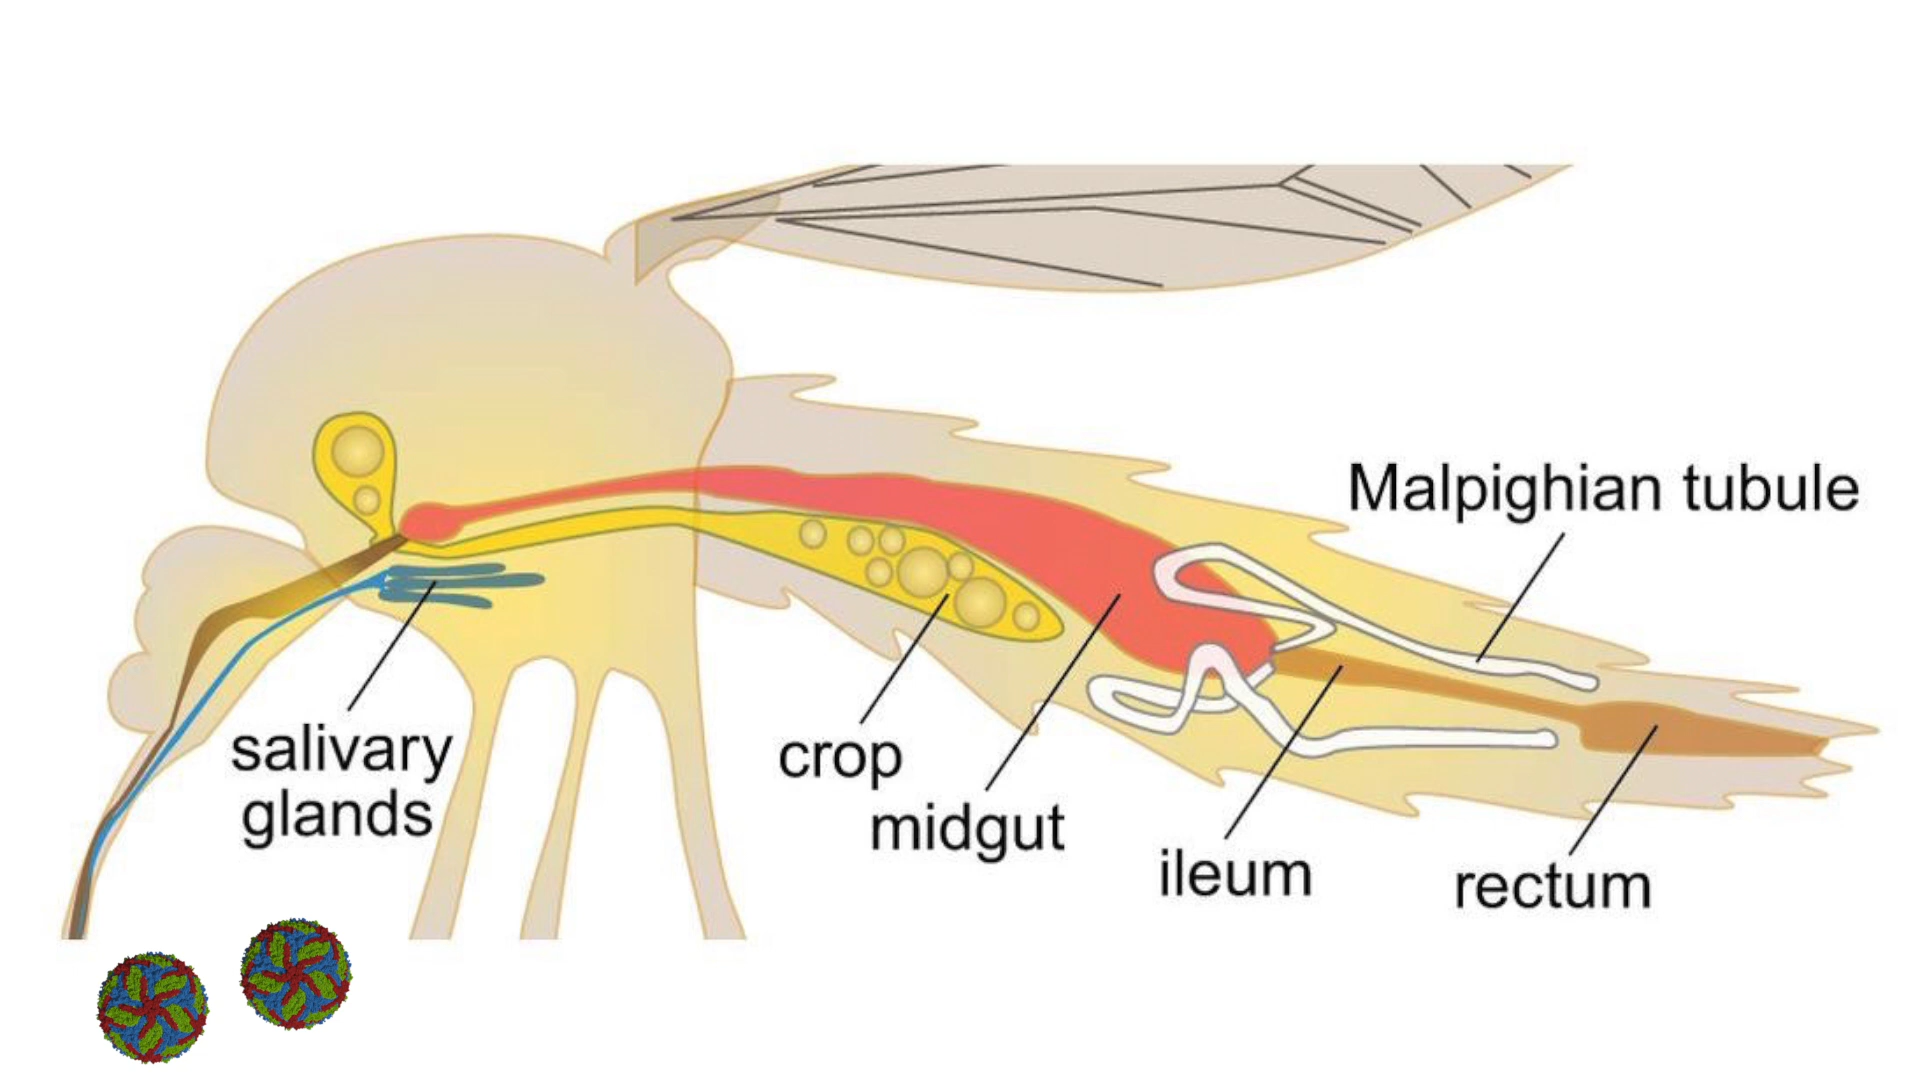 Malpighian tubule
salivary
glands
crop
midgut
ileum
rectum